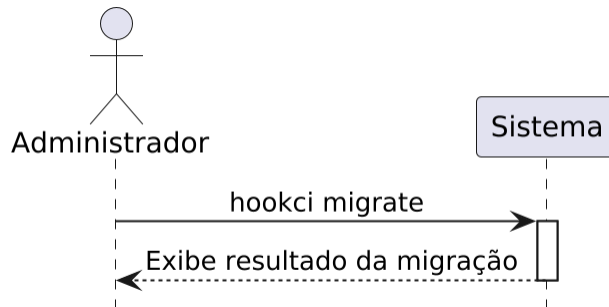 Administrador
Sistema
hookci migrate
Exibe resultado da migração